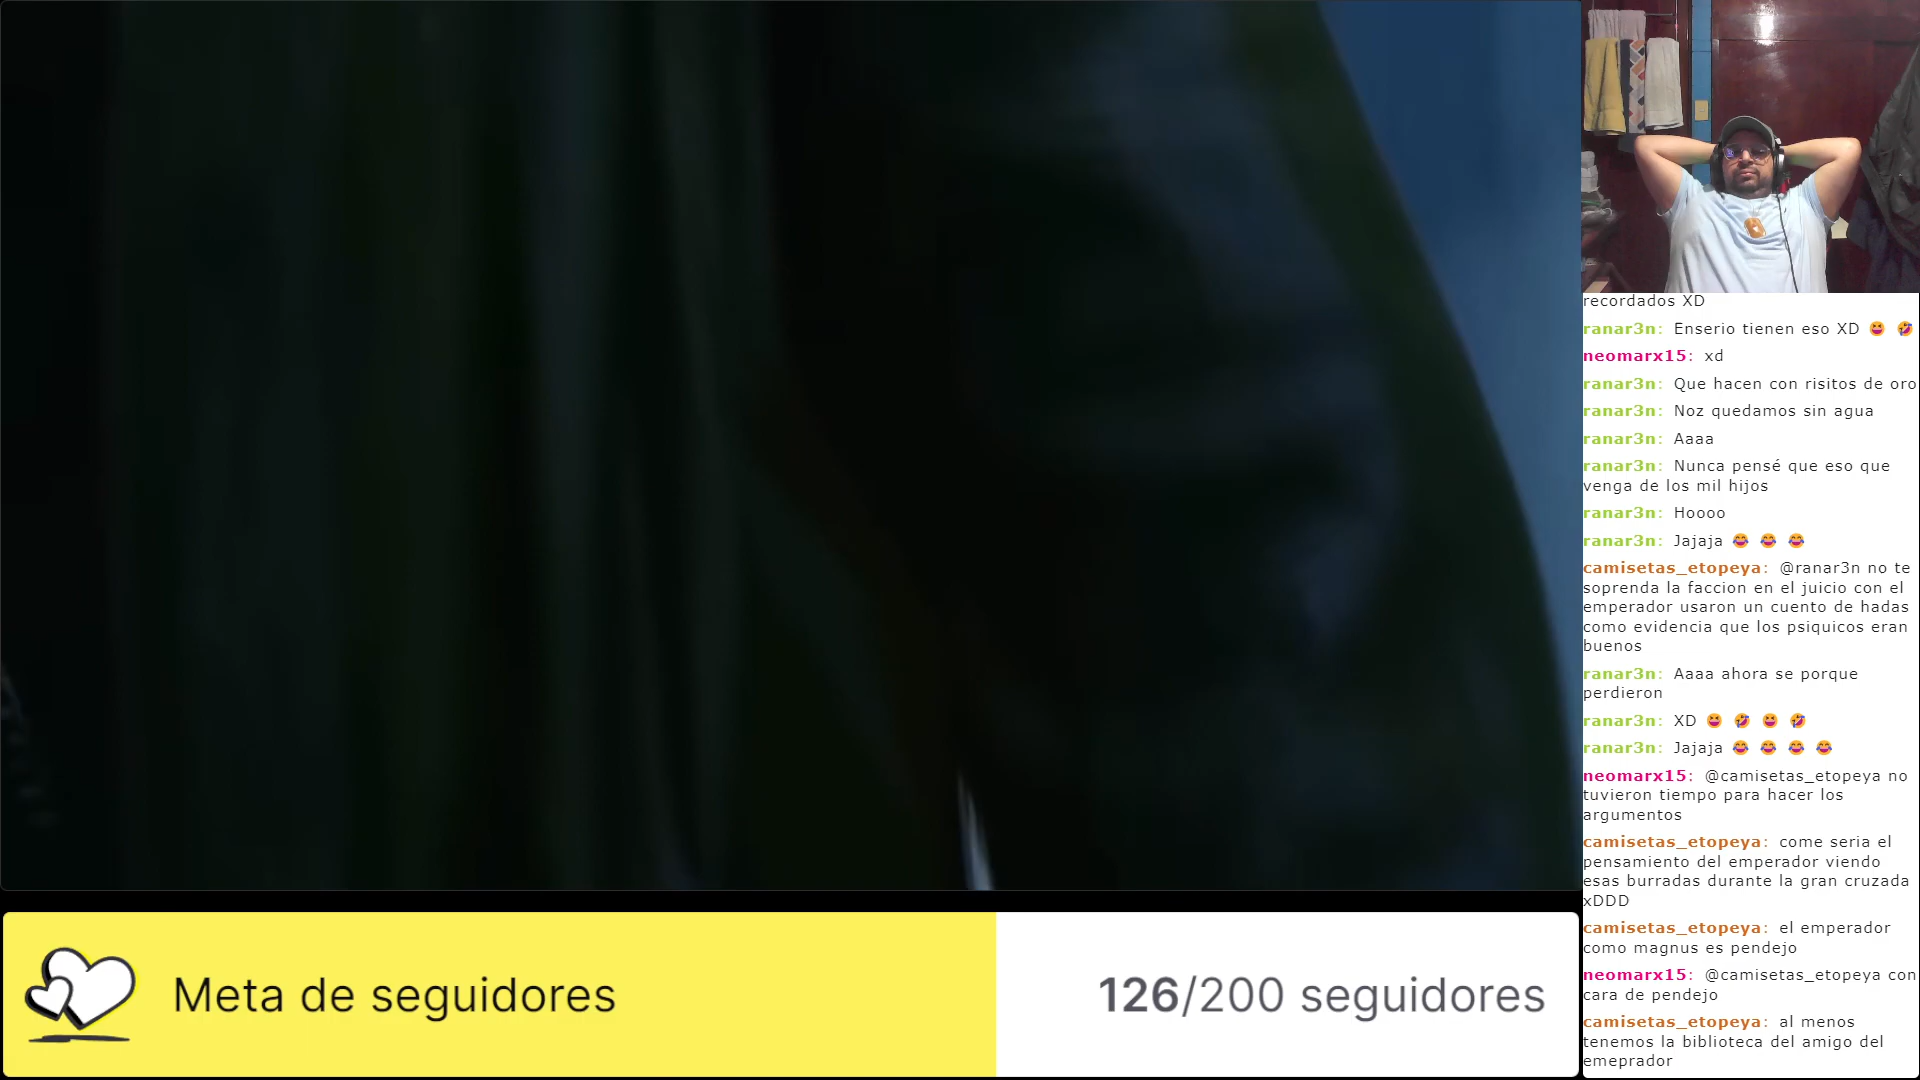 recordados XD
ranar3n: Enserio tienen eso XD 😆 🤣
neomarx15: xd
ranar3n: Que hacen con risitos de oro
ranar3n: Noz quedamos sin agua
ranar3n: Aaaa
ranar3n: Nunca pensé que eso que
venga de los mil hijos
ranar3n: Hoooo
ranar3n: Jajaja 😂 😂 😂
camisetas_etopeya: @ranar3n no te
soprenda la faccion en el juicio con el
emperador usaron un cuento de hadas
como evidencia que los psiquicos eran
buenos
ranar3n: Aaaa ahora se porque
perdieron
ranar3n: XD 😆 🤣 😆 🤣
ranar3n: Jajaja 😂 😂 😂 😂
neomarx15: @camisetas_etopeya no
tuvieron tiempo para hacer los
argumentos
camisetas_etopeya: come seria el
pensamiento del emperador viendo
esas burradas durante la gran cruzada
xDDD
camisetas_etopeya: el emperador
como magnus es pendejo
neomarx15: @camisetas_etopeya con
cara de pendejo
camisetas_etopeya: al menos
tenemos la biblioteca del amigo del
emeprador
Meta de seguidores
126/200 seguidores